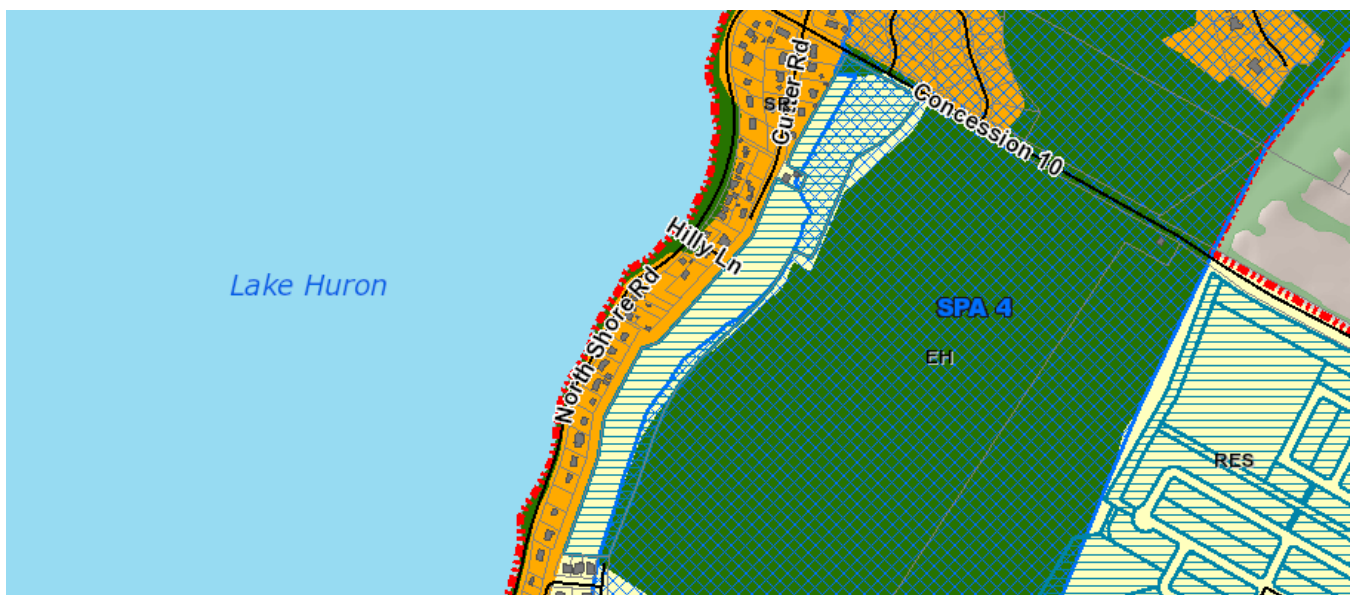 SR
Gutter Rd
Concession 10
Hilly Ln
Lake Huron
North Shore Rd
SPA 4
EH
RES